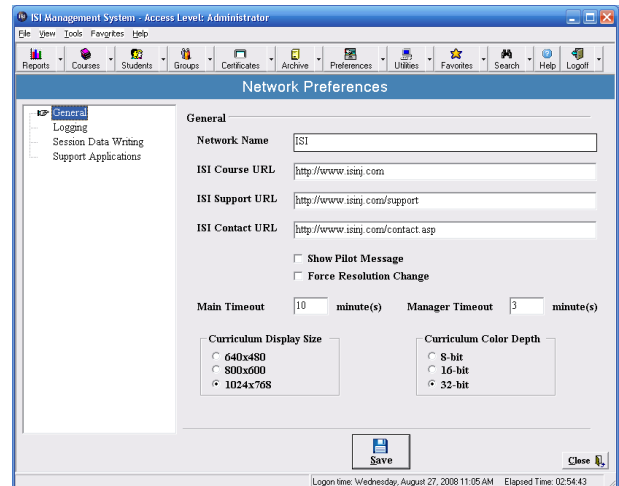 ISI Management System - Access Level: Administrator
File View Tools Favorites Help
Reports Courses Students Groups Certificates Archive Preferences Utilities Favorites Search Help Logoff
Network Preferences
General
Logging
Session Data Writing
Support Applications
General
Network Name ISI
ISI Course URL http://www.isinj.com
ISI Support URL http://www.isinj.com/support
ISI Contact URL http://www.isinj.com/contact.asp
Show Pilot Message
Force Resolution Change
Main Timeout 10 minute(s) Manager Timeout 3 minute(s)
Curriculum Display Size
640x480
800x600
1024x768
Curriculum Color Depth
8-bit
16-bit
32-bit
Save
Close
Logon time: Wednesday, August 27, 2008 11:05 AM Elapsed Time: 02:54:43